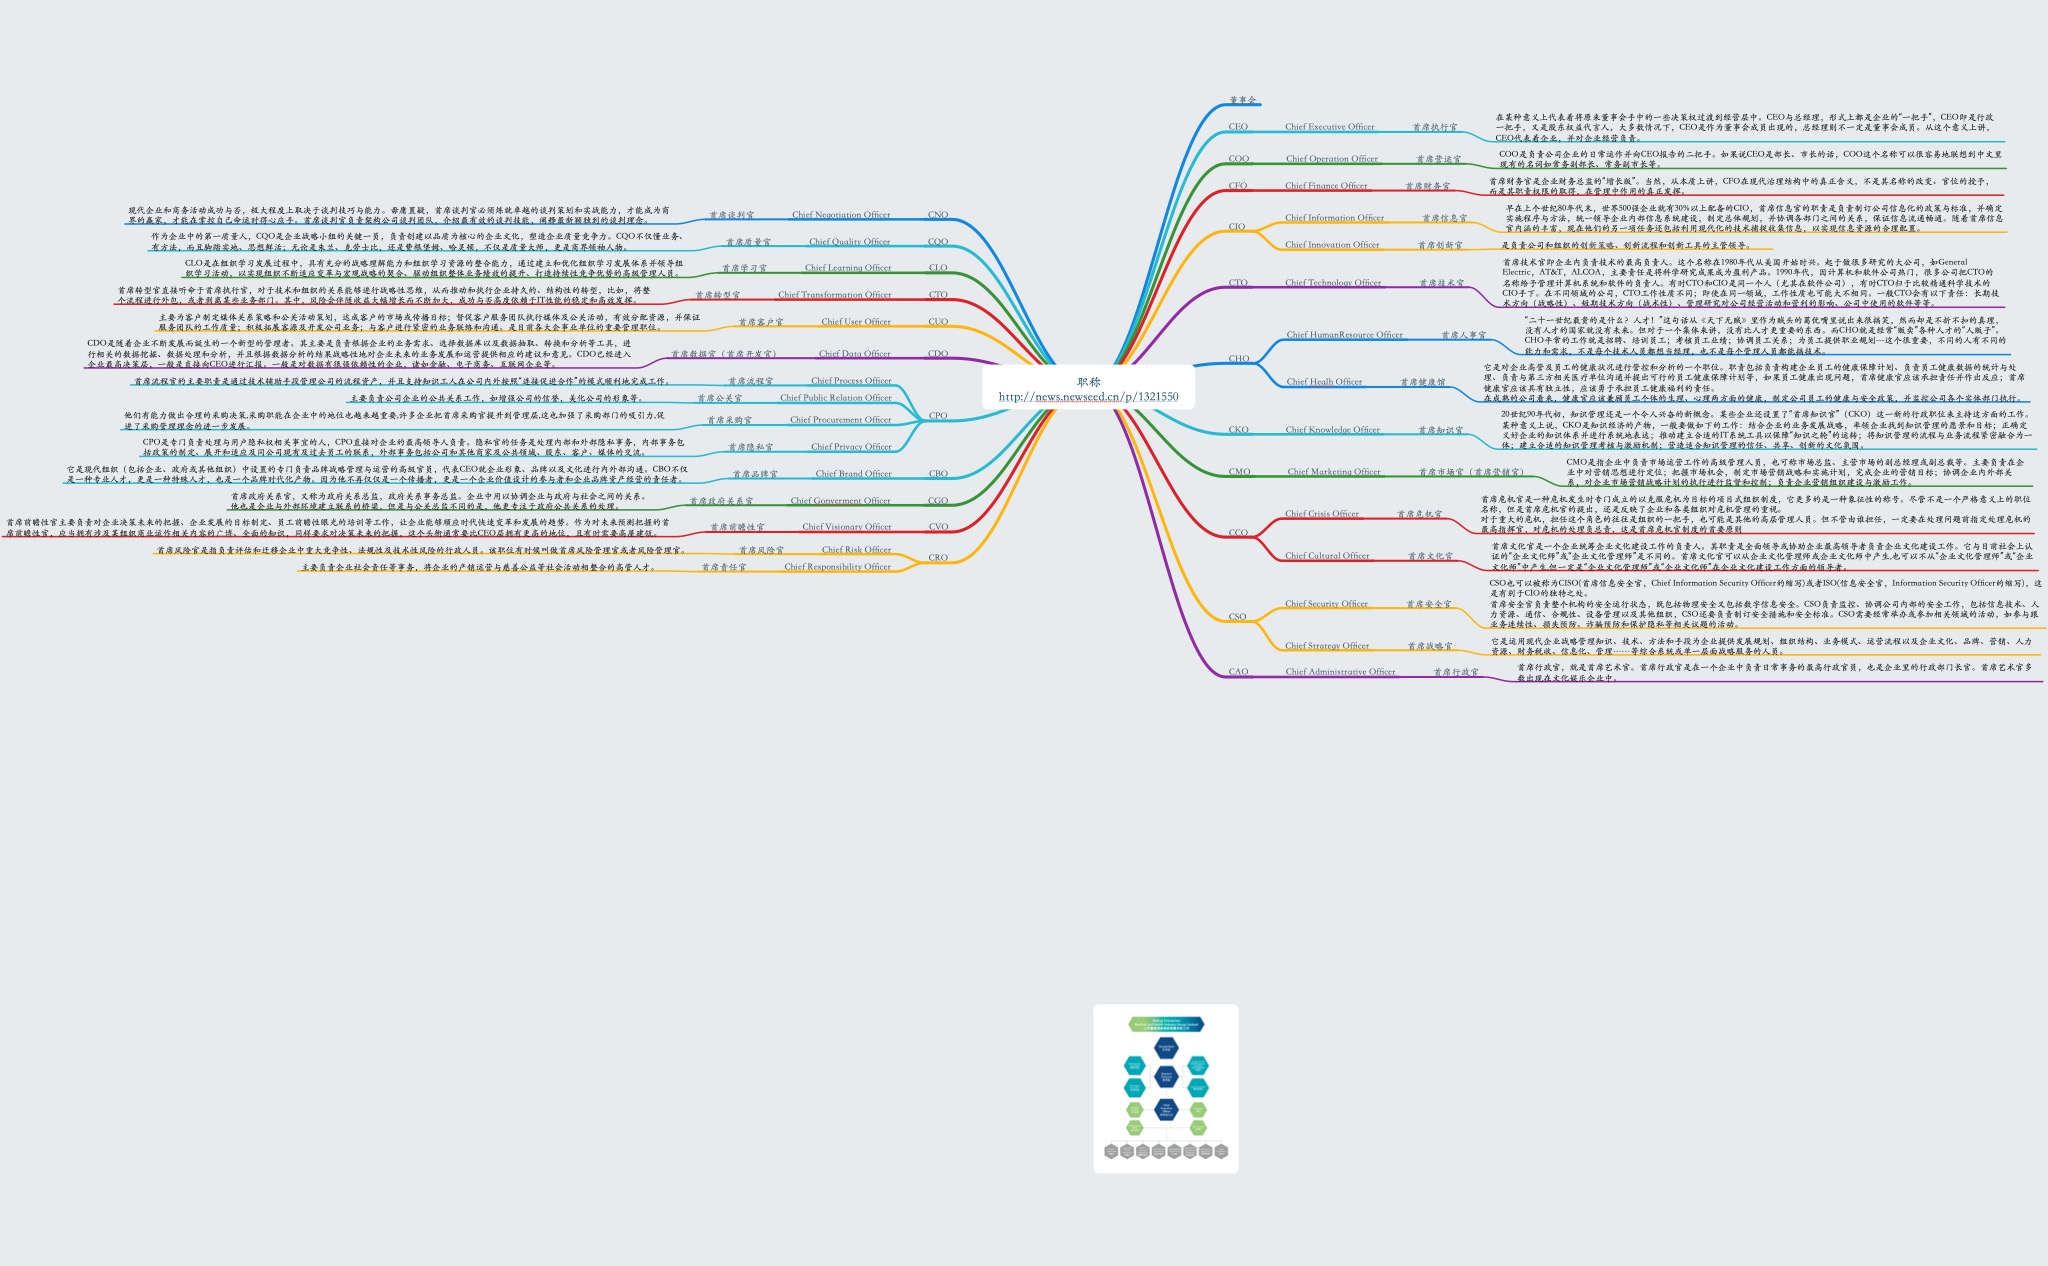 职称
http://news.newseed.cn/p/1321550
董事会
CEO
Chief Executive Officer
首席执行官
在某种意义上代表着将原来董事会手中的一些决策权过渡到经营层中。CEO与总经理，形式上都是企业的“一把手”，CEO即是行政
一把手，又是股东权益代言人，大多数情况下，CEO是作为董事会成员出现的，总经理则不一定是董事会成员。从这个意义上讲，
CEO代表着企业，并对企业经营负责。
COO
Chief Operation Officer
首席营运官
COO是负责公司企业的日常运作并向CEO报告的二把手。如果说CEO是部长、市长的话，COO这个名称可以很容易地联想到中文里
现有的名词如常务副部长、常务副市长等。
CFO
Chief Finance Officer
首席财务官
首席财务官是企业财务总监的“增长版”。当然，从本质上讲，CFO在现代治理结构中的真正含义，不是其名称的改变、官位的授予，
而是其职责权限的取得，在管理中作用的真正发挥。
CIO
Chief Information Officer
首席信息官
早在上个世纪80年代末，世界500强企业就有30%以上配备的CIO，首席信息官的职责是负责制订公司信息化的政策与标准，并确定
实施程序与方法，统一领导企业内部信息系统建设，制定总体规划，并协调各部门之间的关系，保证信息流通畅通。随着首席信息
官内涵的丰富，现在他们的另一项任务还包括利用现代化的技术捕捉收集信息，以实现信息资源的合理配置。
Chief Innovation Officer
首席创新官
是负责公司和组织的创新策略、创新流程和创新工具的主管领导。
CTO
Chief Technology Officer
首席技术官
首席技术官即企业内负责技术的最高负责人。这个名称在1980年代从美国开始时兴。起于做很多研究的大公司，如General
Electric，AT&T，ALCOA，主要责任是将科学研究成果成为盈利产品。1990年代，因计算机和软件公司热门，很多公司把CTO的
名称给予管理计算机系统和软件的负责人。有时CTO和CIO是同一个人（尤其在软件公司），有时CTO归于比较精通科学技术的
CIO手下。在不同领域的公司，CTO工作性质不同；即使在同一领域，工作性质也可能大不相同。一般CTO会有以下责任：长期技
术方向（战略性）、短期技术方向（战术性）、管理研究对公司经营活动和营利的影响、公司中使用的软件等等。
CHO
Chief HumanResource Officer
首席人事官
“二十一世纪最贵的是什么？人才！”这句话从《天下无贼》里作为贼头的葛优嘴里说出来很搞笑，然而却是不折不扣的真理，
没有人才的国家就没有未来。但对于一个集体来讲，没有比人才更重要的东西。而CHO就是经常“贩卖”各种人才的“人贩子”。
CHO平常的工作就是招聘、培训员工；考核员工业绩；协调员工关系；为员工提供职业规划一这个很重要，不同的人有不同的
能力和需求，不是每个技术人员都想当经理，也不是每个管理人员都能搞技术。
Chief Healh Officer
首席健康馆
它是对企业高管及员工的健康状况进行管控和分析的一个职位。职责包括负责构建企业员工的健康保障计划、负责员工健康数据的统计与处
理、负责与第三方相关医疗单位沟通并提出可行的员工健康保障计划等，如果员工健康出现问题，首席健康官应该承担责任并作出反应；首席
健康官应该具有独立性，应该勇于承担员工健康福利的责任。
在成熟的公司看来，健康官应该兼顾员工个体的生理、心理两方面的健康，制定公司员工的健康与安全政策，并监控公司各个实体部门执行。
CKO
Chief Knowledge Officer
首席知识官
20世纪90年代初，知识管理还是一个令人兴奋的新概念。某些企业还设置了“首席知识官”（CKO）这一新的行政职位来主持这方面的工作。
某种意义上说，CKO是知识经济的产物，一般要做如下的工作：结合企业的业务发展战略，率领企业找到知识管理的愿景和目标；正确定
义好企业的知识体系并进行系统地表达；推动建立合适的IT系统工具以保障“知识之轮”的运转；将知识管理的流程与业务流程紧密融合为一
体；建立合适的知识管理考核与激励机制；营造适合知识管理的信任、共享、创新的文化氛围。
CMO
Chief Marketing Officer
首席市场官（首席营销官）
CMO是指企业中负责市场运营工作的高级管理人员，也可称市场总监、主管市场的副总经理或副总裁等。主要负责在企
业中对营销思想进行定位；把握市场机会，制定市场营销战略和实施计划，完成企业的营销目标；协调企业内外部关
系，对企业市场营销战略计划的执行进行监督和控制；负责企业营销组织建设与激励工作。
CCO
Chief Crisis Officer
首席危机官
首席危机官是一种危机发生时专门成立的以克服危机为目标的项目式组织制度，它更多的是一种象征性的称号。尽管不是一个严格意义上的职位
名称，但是首席危机官的提出，还是反映了企业和各类组织对危机管理的重视。
对于重大的危机，担任这个角色的往往是组织的一把手，也可能是其他的高层管理人员。但不管由谁担任，一定要在处理问题前指定处理危机的
最高指挥官，对危机的处理负总责，这是首席危机官制度的首要原则
Chief Cultural Officer
首席文化官
首席文化官是一个企业统筹企业文化建设工作的负责人。其职责是全面领导或协助企业最高领导者负责企业文化建设工作。它与目前社会上认
证的“企业文化师”或“企业文化管理师”是不同的。首席文化官可以从企业文化管理师或企业文化师中产生,也可以不从“企业文化管理师”或“企业
文化师”中产生,但一定是“企业文化管理师”或“企业文化师”在企业文化建设工作方面的领导者。
CSO
Chief Security Officer
首席安全官
CSO也可以被称为CISO(首席信息安全官，Chief Information Security Officer的缩写)或者ISO(信息安全官，Information Security Officer的缩写)，这
是有别于CIO的独特之处。
首席安全官负责整个机构的安全运行状态，既包括物理安全又包括数字信息安全。CSO负责监控、协调公司内部的安全工作，包括信息技术、人
力资源、通信、合规性、设备管理以及其他组织，CSO还要负责制订安全措施和安全标准。CSO需要经常举办或参加相关领域的活动，如参与跟
业务连续性、损失预防、诈骗预防和保护隐私等相关议题的活动。
Chief Strategy Officer
首席战略官
它是运用现代企业战略管理知识、技术、方法和手段为企业提供发展规划、组织结构、业务模式、运营流程以及企业文化、品牌、营销、人力
资源、财务税收、信息化、管理……等综合系统或单一层面战略服务的人员。
CAO
Chief Administrative Officer
首席行政官
首席行政官，就是首席艺术官。首席行政官是在一个企业中负责日常事务的最高行政官员，也是企业里的行政部门长官。首席艺术官多
数出现在文化娱乐企业中。
CNO
Chief Negotiation Officer
首席谈判官
现代企业和商务活动成功与否，极大程度上取决于谈判技巧与能力。毋庸置疑，首席谈判官必须炼就卓越的谈判策划和实战能力，才能成为商
界的赢家，才能在掌控自己命运时得心应手。首席谈判官负责架构公司谈判团队，介绍最有效的谈判技能，阐释最新颖独到的谈判理念。
CQO
Chief Quality Officer
首席质量官
作为企业中的第一质量人，CQO是企业战略小组的关键一员，负责创建以品质为核心的企业文化，塑造企业质量竞争力。CQO不仅懂业务、
有方法，而且脚踏实地、思想鲜活；无论是朱兰、克劳士比，还是费根堡姆、哈灵顿，不仅是质量大师，更是商界领袖人物。
CLO
Chief Learning Officer
首席学习官
CLO是在组织学习发展过程中，具有充分的战略理解能力和组织学习资源的整合能力，通过建立和优化组织学习发展体系并领导组
织学习活动，以实现组织不断适应变革与宏观战略的契合、驱动组织整体业务绩效的提升、打造持续性竞争优势的高级管理人员。
CTO
Chief Transformation Officer
首席转型官
首席转型官直接听命于首席执行官，对于技术和组织的关系能够进行战略性思维，从而推动和执行企业持久的、结构性的转型，比如，将整
个流程进行外包，或者剥离某些业务部门。其中，风险会伴随收益大幅增长而不断加大，成功与否高度依赖于IT性能的稳定和高效发挥。
CUO
Chief User Officer
首席客户官
主要为客户制定媒体关系策略和公关活动策划，达成客户的市场或传播目标；督促客户服务团队执行媒体及公关活动，有效分配资源，并保证
服务团队的工作质量；积极拓展客源及开发公司业务；与客户进行紧密的业务联络和沟通。是目前各大会事业单位的重要管理职位。
CDO
Chief Data Officer
首席数据官（首席开发官）
CDO是随着企业不断发展而诞生的一个新型的管理者。其主要是负责根据企业的业务需求、选择数据库以及数据抽取、转换和分析等工具，进
行相关的数据挖掘、数据处理和分析，并且根据数据分析的结果战略性地对企业未来的业务发展和运营提供相应的建议和意见。CDO已经进入
企业最高决策层，一般是直接向CEO进行汇报。一般是对数据有很强依赖性的企业，诸如金融、电子商务、互联网企业等。
CPO
Chief Process Officer
首席流程官
首席流程官的主要职责是通过技术辅助手段管理公司的流程资产，并且支持知识工人在公司内外按照“连接促进合作”的模式顺利地完成工作。
Chief Public Relation Officer
首席公关官
主要负责公司企业的公共关系工作，如增强公司的信誉，美化公司的形象等。
Chief Procurement Officer
首席采购官
他们有能力做出合理的采购决策,采购职能在企业中的地位也越来越重要,许多企业把首席采购官提升到管理层,这也加强了采购部门的吸引力,促
进了采购管理理念的进一步发展。
Chief Privacy Officer
首席隐私官
CPO是专门负责处理与用户隐私权相关事宜的人，CPO直接对企业的最高领导人负责。隐私官的任务是处理内部和外部隐私事务，内部事务包
括政策的制定、展开和适应及同公司现有及过去员工的联系，外部事务包括公司和其他商家及公共领域、股东、客户、媒体的交流。
CBO
Chief Brand Officer
首席品牌官
它是现代组织（包括企业、政府或其他组织）中设置的专门负责品牌战略管理与运营的高级官员，代表CEO就企业形象、品牌以及文化进行内外部沟通。CBO不仅
是一种专业人才，更是一种特殊人才，也是一个品牌时代化产物。因为他不再仅仅是一个传播者，更是一个企业价值设计的参与者和企业品牌资产经营的责任者。
CGO
Chief Gonverment Officer
首席政府关系官
首席政府关系官，又称为政府关系总监，政府关系事务总监。企业中用以协调企业与政府与社会之间的关系。
他也是企业与外部环境建立联系的桥梁，但是与公关总监不同的是，他更专注于政府公共关系的处理。
CVO
Chief Visionary Officer
首席前瞻性官
首席前瞻性官主要负责对企业决策未来的把握、企业发展的目标制定、员工前瞻性眼光的培训等工作，让企业能够顺应时代快速变革和发展的趋势。作为对未来预测把握的首
席前瞻性官，应当拥有涉及某组织商业运作相关内容的广博、全面的知识，同样要求对决策未来的把握，这个头衔通常要比CEO层拥有更高的地位，且有时需要高屋建瓴。
CRO
Chief Risk Officer
首席风险官
首席风险官是指负责评估和迁移企业中重大竞争性、法规性及技术性风险的行政人员。该职位有时候叫做首席风险管理官或者风险管理官。
Chief Responsibility Officer
首席责任官
主要负责企业社会责任等事务，将企业的产销运营与慈善公益等社会活动相整合的高管人才。